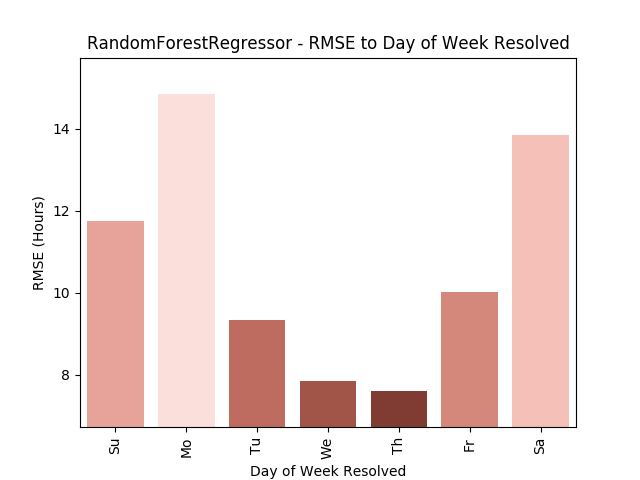 RandomForestRegressor - RMSE to Day of Week Resolved
RMSE (Hours)
14
12
10
8
Su
Mo
Tu
We
Th
Fr
Sa
Day of Week Resolved